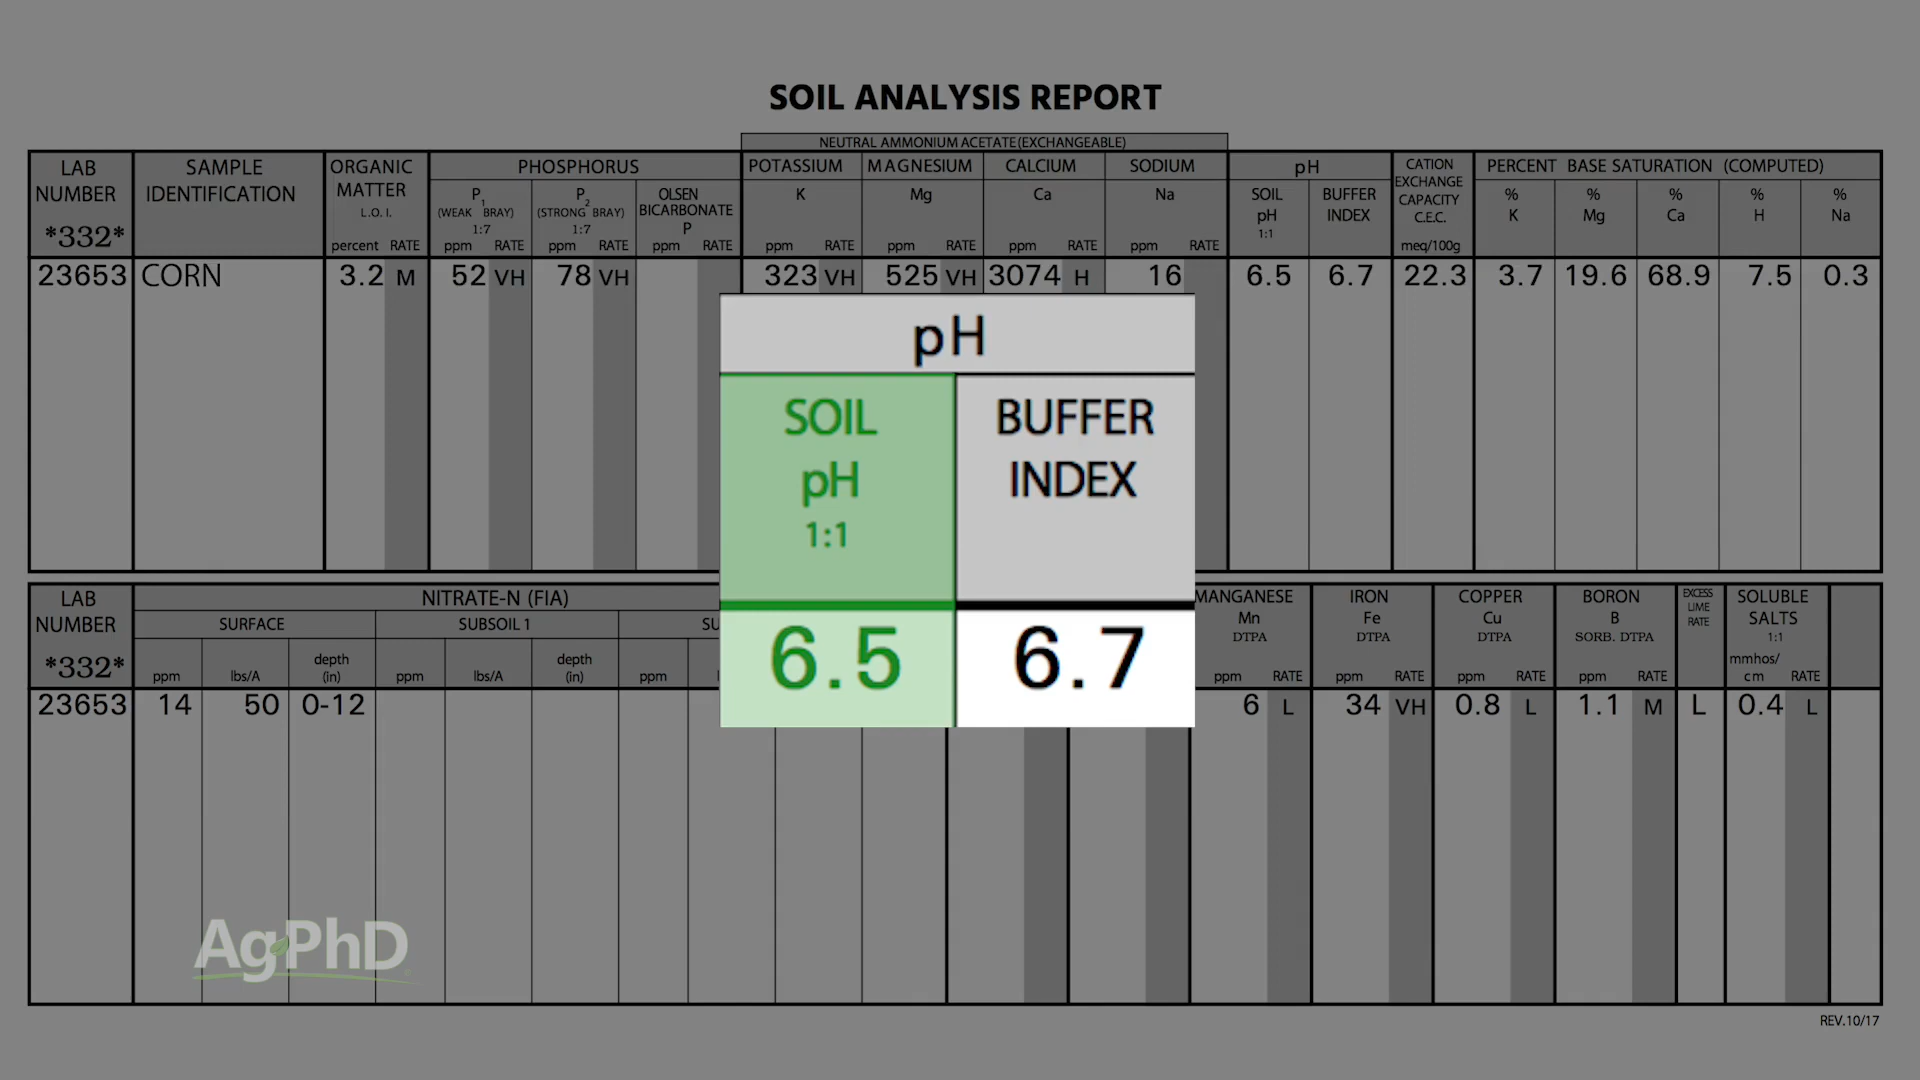 SOIL ANALYSIS REPORT
NEUTRAL AMMONIUM ACETATE (EXCHANGEABLE)
LAB NUMBER *332*
SAMPLE IDENTIFICATION
ORGANIC MATTER L.O.I. percent RATE
PHOSPHORUS
P1 (WEAK BRAY) 1:7 ppm RATE
P2 (STRONG BRAY) 1:7 ppm RATE
OLSEN BICARBONATE P ppm RATE
POTASSIUM K ppm RATE
MAGNESIUM Mg ppm RATE
CALCIUM Ca ppm RATE
SODIUM Na ppm RATE
pH
SOIL pH 1:1
BUFFER INDEX
CATION EXCHANGE CAPACITY C.E.C. meq/100g
PERCENT BASE SATURATION (COMPUTED)
% K
% Mg
% Ca
% H
% Na
23653 CORN 3.2 M 52 VH 78 VH 323 VH 525 VH 3074 H 16 6.5 6.7 22.3 3.7 19.6 68.9 7.5 0.3
pH
SOIL pH 1:1
BUFFER INDEX
6.5 6.7
LAB NUMBER *332*
NITRATE-N (FIA)
SURFACE
ppm lbs/A depth (in)
SUBSOIL 1
ppm lbs/A depth (in)
SU
ppm
MANGANESE Mn DTPA ppm RATE
IRON Fe DTPA ppm RATE
COPPER Cu DTPA ppm RATE
BORON B SORB. DTPA ppm RATE
EXCESS LIME RATE
SOLUBLE SALTS 1:1 mmhos/ cm RATE
23653 14 50 0-12 6 L 34 VH 0.8 L 1.1 M L 0.4 L
AgPhD
REV.10/17